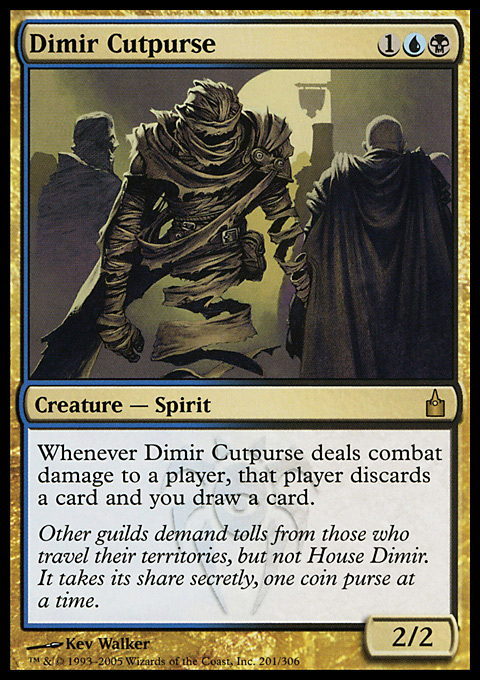 Dimir Cutpurse 1
Creature — Spirit
Whenever Dimir Cutpurse deals combat
damage to a player, that player discards
a card and you draw a card.
Other guilds demand tolls from those who
travel their territories, but not House Dimir.
It takes its share secretly, one coin purse at
a time.
Kev Walker
2/2
™ & © 1993–2005 Wizards of the Coast, Inc. 201/306